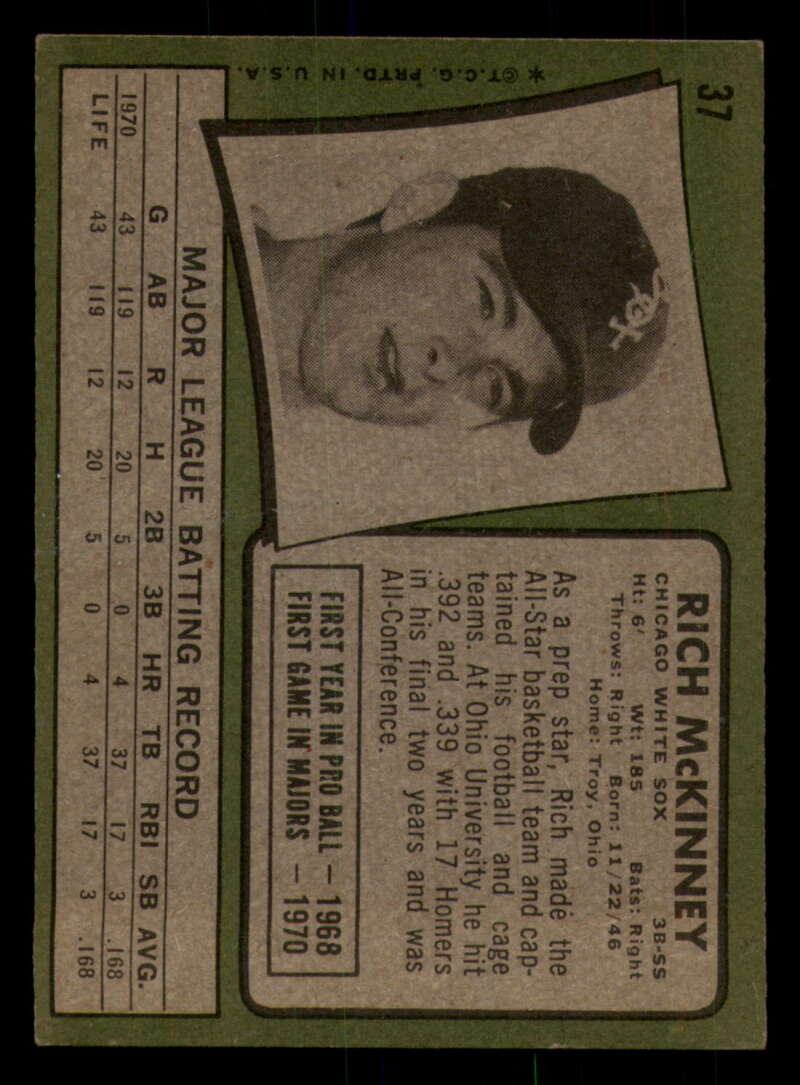 37
* ©T.C.G. PRTD. IN U.S.A.
RICH McKINNEY
CHICAGO WHITE SOX 3B-SS
Ht: 6' Wt: 185 Bats: Right
Throws: Right Born: 11/22/46
Home: Troy, Ohio
As a prep star, Rich made the
All-Star basketball team and cap-
tained his football and cage
teams. At Ohio University he hit
.392 and .339 with 17 Homers
in his final two years and was
All-Conference.
FIRST YEAR IN PRO BALL — 1968
FIRST GAME IN MAJORS — 1970
MAJOR LEAGUE BATTING RECORD
G AB R H 2B 3B HR TB RBI SB AVG.
1970 43 119 12 20 5 0 4 37 17 3 .168
LIFE 43 119 12 20 5 0 4 37 17 3 .168